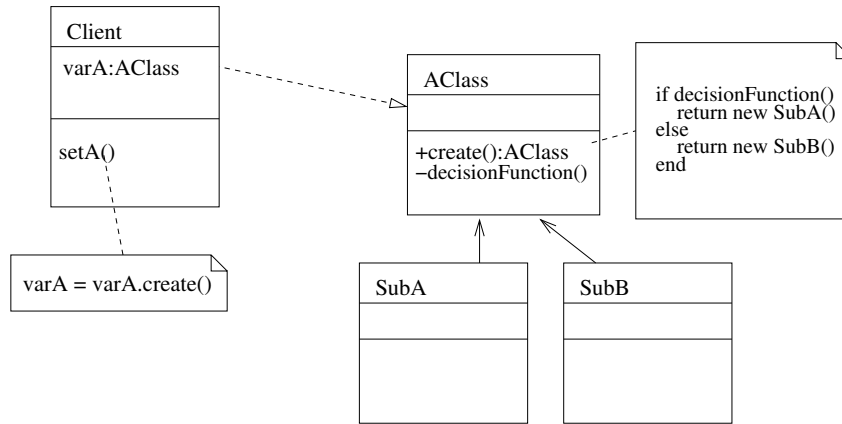 Client
varA:AClass
setA()
varA = varA.create()
AClass
+create():AClass
−decisionFunction()
if decisionFunction()
return new SubA()
else
return new SubB()
end
SubA
SubB